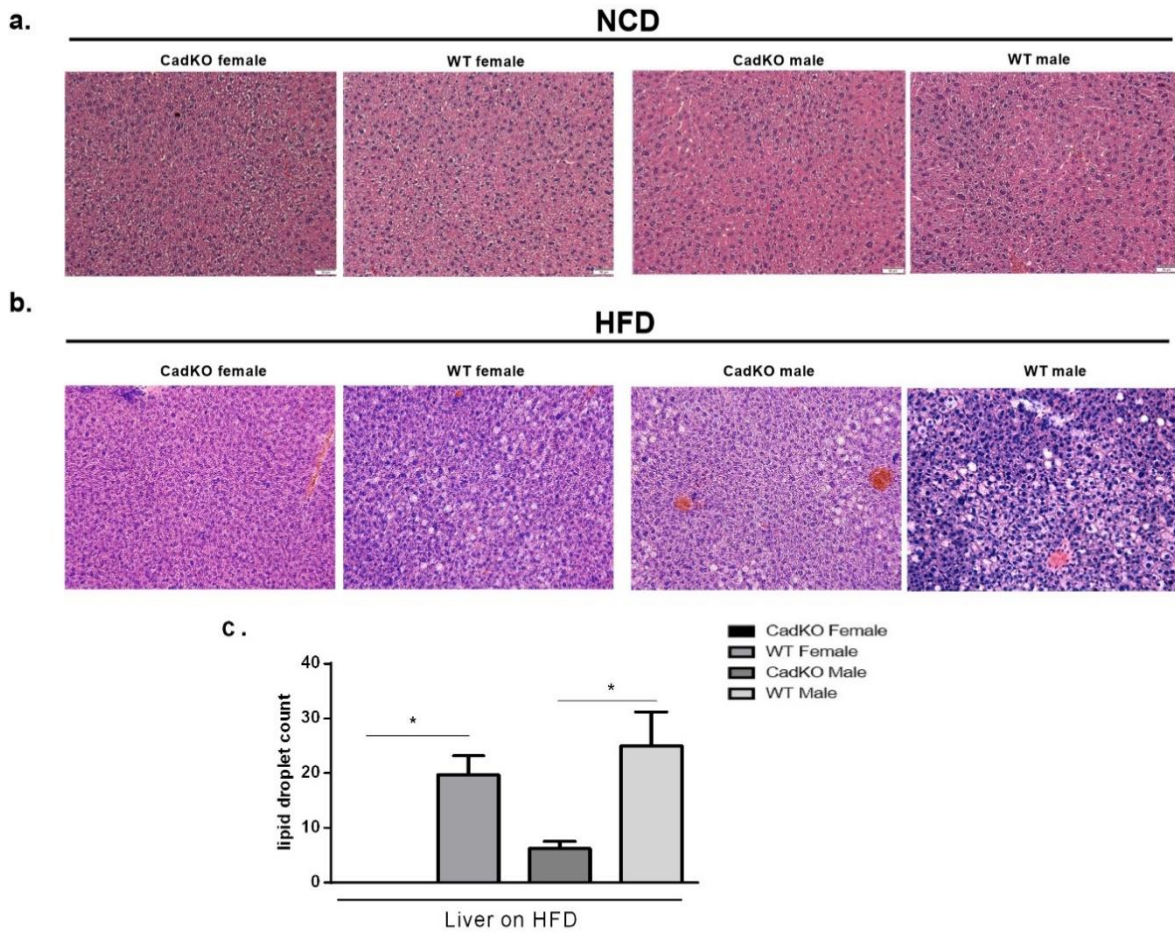 a.
NCD
CadKO female
WT female
CadKO male
WT male
b.
HFD
CadKO female
WT female
CadKO male
WT male
c .
CadKO Female
WT Female
CadKO Male
WT Male
lipid droplet count
40
30
20
10
0
*
*
Liver on HFD